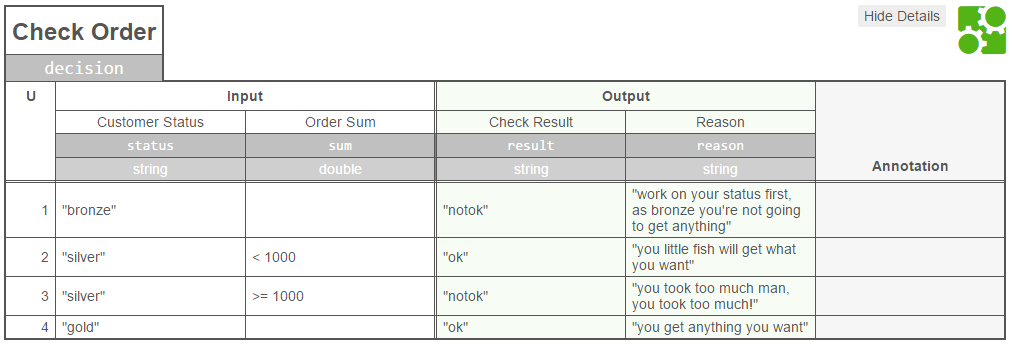 Hide Details
Check Order
decision
U Input Output Annotation
Customer Status Order Sum Check Result Reason
status sum result reason
string double string string
1 "bronze" "notok" "work on your status first,
as bronze you're not going
to get anything"
2 "silver" < 1000 "ok" "you little fish will get what
you want"
3 "silver" >= 1000 "notok" "you took too much man,
you took too much!"
4 "gold" "ok" "you get anything you want"